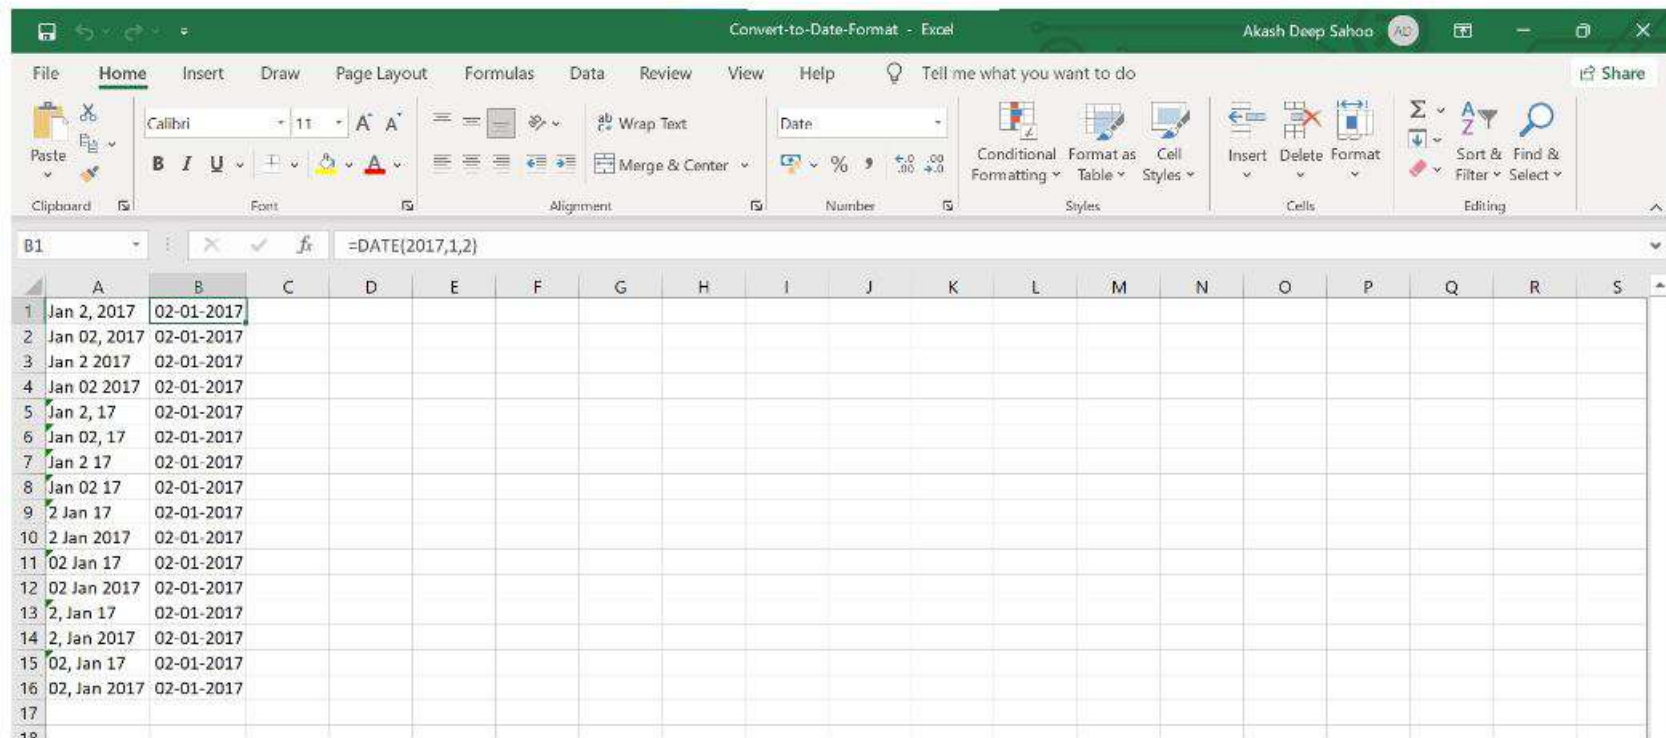 Convert-to-Date-Format - Excel
Akash Deep Sahoo AD
File Home Insert Draw Page Layout Formulas Data Review View Help Tell me what you want to do Share
Paste
Calibri 11 A A
B I U A
ab Wrap Text
Merge & Center
Date
% 9 .00
Conditional Formatting
Format as Table
Cell Styles
Insert Delete Format
Σ
Sort & Filter
Find & Select
Clipboard Font Alignment Number Styles Cells Editing
B1 fx =DATE(2017,1,2)
A B C D E F G H I J K L M N O P Q R S
1 Jan 2, 2017 02-01-2017
2 Jan 02, 2017 02-01-2017
3 Jan 2 2017 02-01-2017
4 Jan 02 2017 02-01-2017
5 Jan 2, 17 02-01-2017
6 Jan 02, 17 02-01-2017
7 Jan 2 17 02-01-2017
8 Jan 02 17 02-01-2017
9 2 Jan 17 02-01-2017
10 2 Jan 2017 02-01-2017
11 02 Jan 17 02-01-2017
12 02 Jan 2017 02-01-2017
13 2, Jan 17 02-01-2017
14 2, Jan 2017 02-01-2017
15 02, Jan 17 02-01-2017
16 02, Jan 2017 02-01-2017
17
18